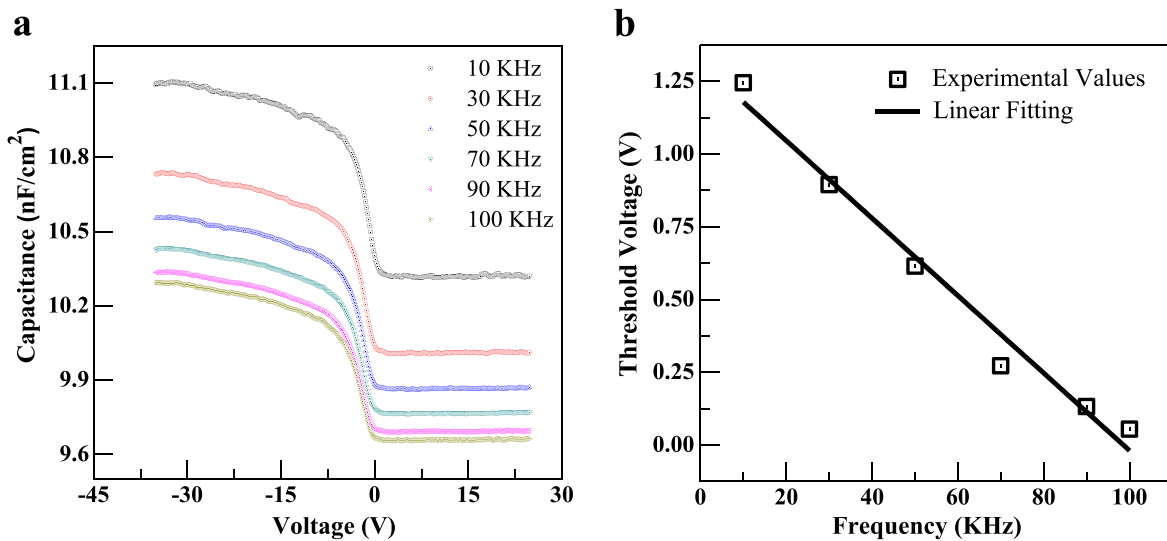 a
Capacitance (nF/cm²)
11.1
10.8
10.5
10.2
9.9
9.6
-45
-30
-15
0
15
30
Voltage (V)
10 KHz
30 KHz
50 KHz
70 KHz
90 KHz
100 KHz
b
Threshold Voltage (V)
1.25
1.00
0.75
0.50
0.25
0.00
0
20
40
60
80
100
Frequency (KHz)
Experimental Values
Linear Fitting